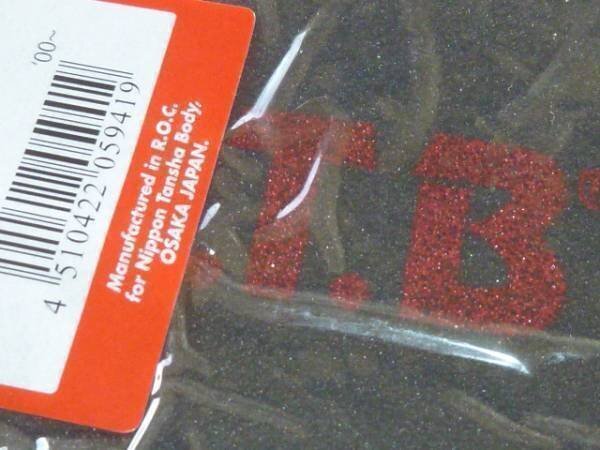 '00~
4 510422 059419
Manufactured in R.O.C.
for Nippon Tansha Body,
OSAKA JAPAN.
.T.B